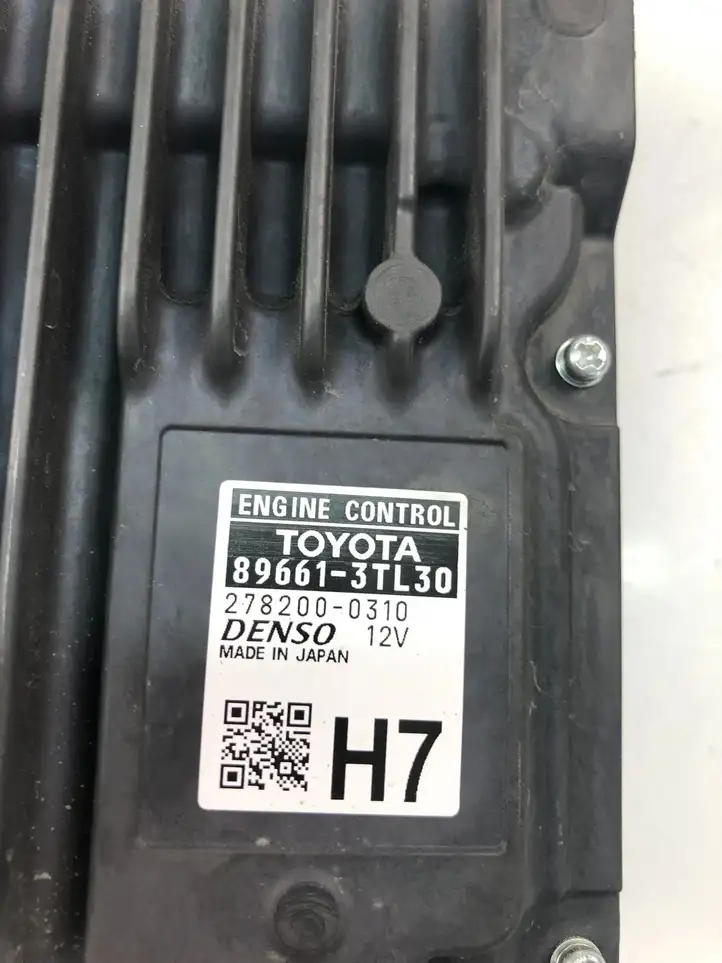 ENGINE CONTROL
TOYOTA
89661-3TL30
278200-0310
DENSO 12V
MADE IN JAPAN
H7